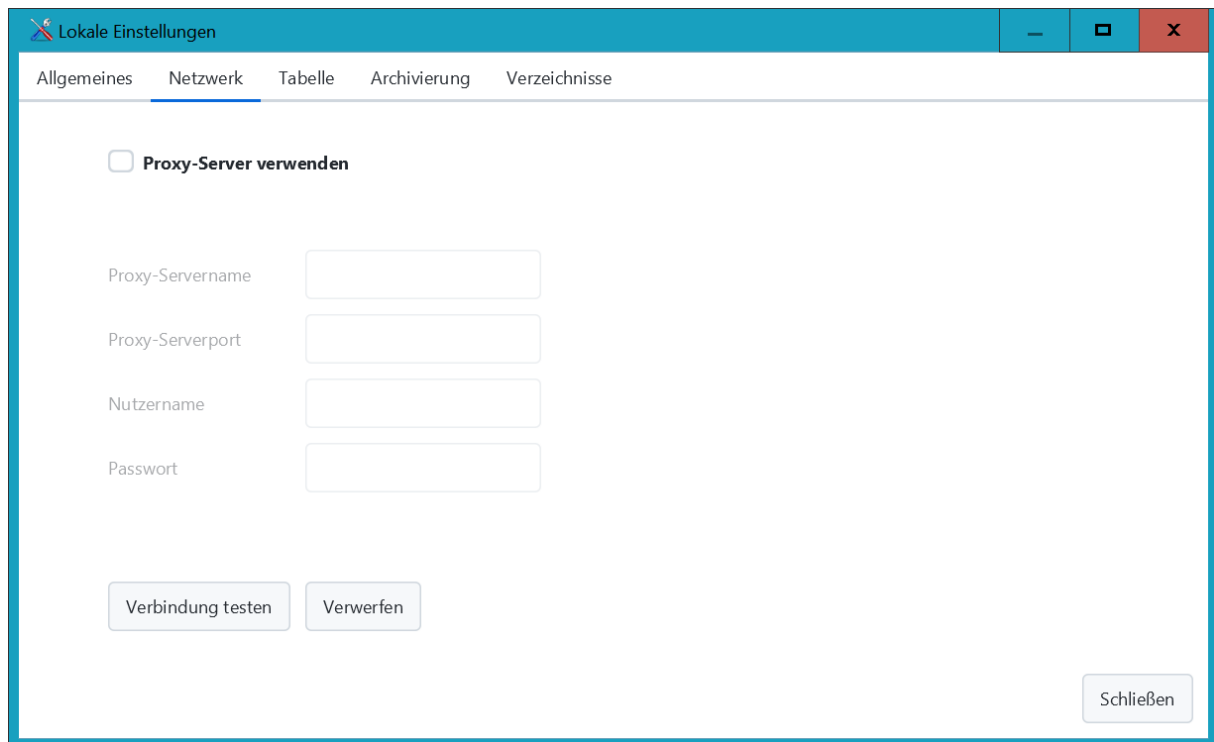 Lokale Einstellungen
Allgemeines Netzwerk Tabelle Archivierung Verzeichnisse
Proxy-Server verwenden
Proxy-Servername
Proxy-Serverport
Nutzername
Passwort
Verbindung testen Verwerfen
Schließen